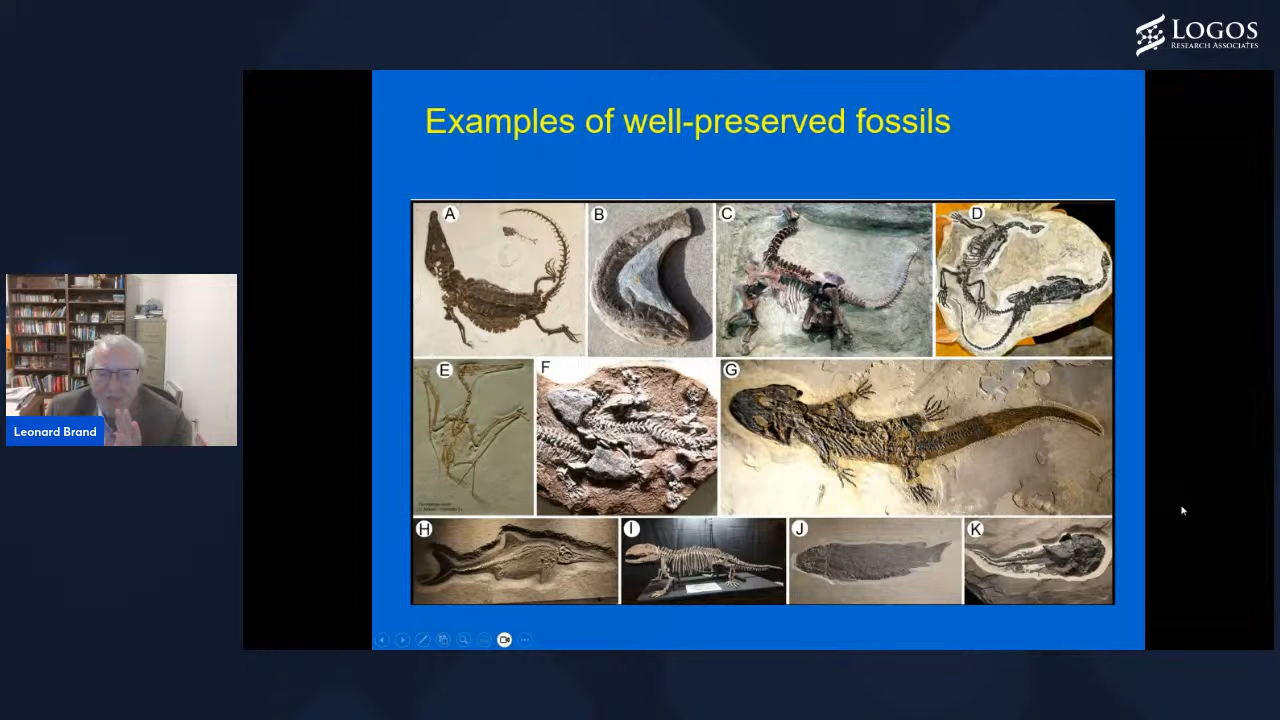 LOGOS
RESEARCH ASSOCIATES
Examples of well-preserved fossils
A
B
C
D
E
F
G
H
I
J
K
Leonard Brand